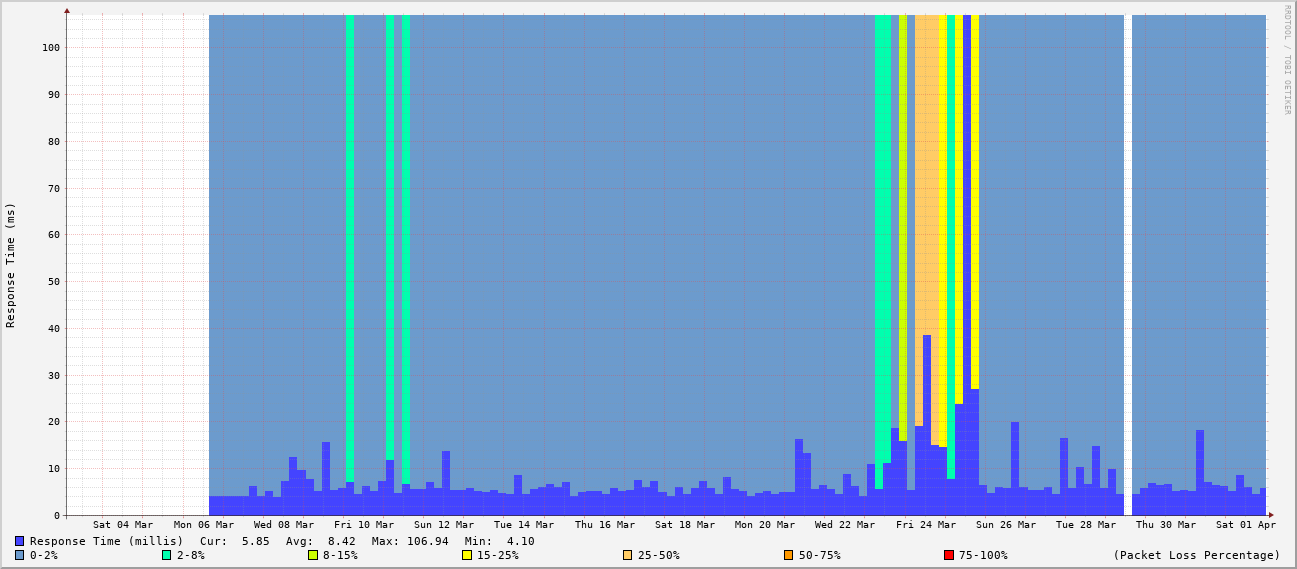 RRDTOOL / TOBI OETIKER
Response Time (ms)
100
90
80
70
60
50
40
30
20
10
0
Sat 04 Mar Mon 06 Mar Wed 08 Mar Fri 10 Mar Sun 12 Mar Tue 14 Mar Thu 16 Mar Sat 18 Mar Mon 20 Mar Wed 22 Mar Fri 24 Mar Sun 26 Mar Tue 28 Mar Thu 30 Mar Sat 01 Apr
Response Time (millis) Cur: 5.85 Avg: 8.42 Max: 106.94 Min: 4.10
0-2% 2-8% 8-15% 15-25% 25-50% 50-75% 75-100% (Packet Loss Percentage)